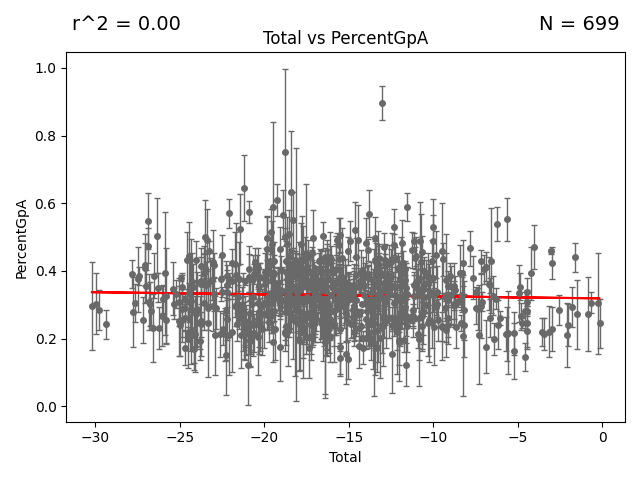 r^2 = 0.00
N = 699
Total vs PercentGpA
1.0
0.8
0.6
0.4
0.2
0.0
PercentGpA
−30
−25
−20
−15
−10
−5
0
Total